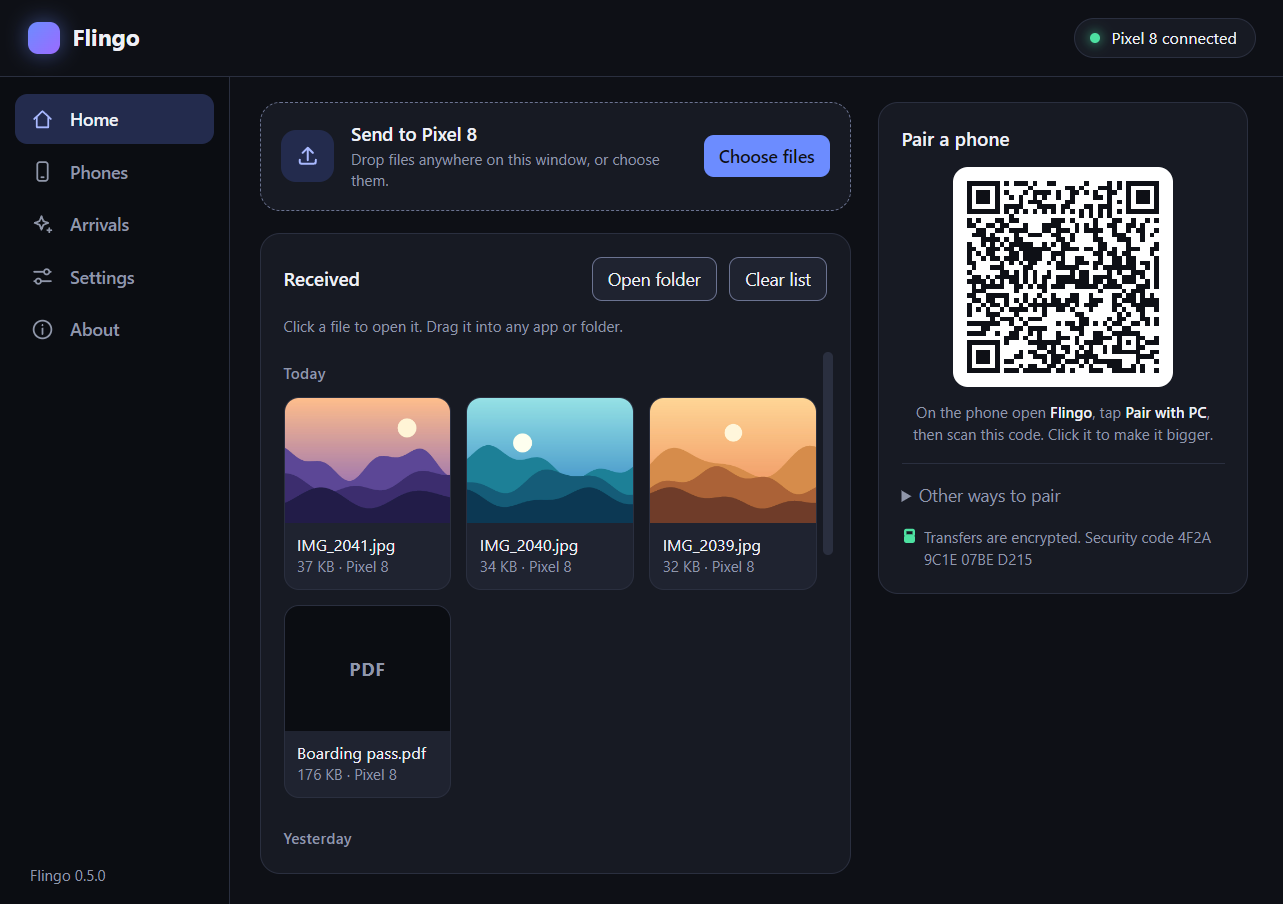 Flingo
Pixel 8 connected
Home
Phones
Arrivals
Settings
About
Flingo 0.5.0
Send to Pixel 8
Drop files anywhere on this window, or choose
them.
Choose files
Received
Open folder
Clear list
Click a file to open it. Drag it into any app or folder.
Today
IMG_2041.jpg
37 KB · Pixel 8
IMG_2040.jpg
34 KB · Pixel 8
IMG_2039.jpg
32 KB · Pixel 8
PDF
Boarding pass.pdf
176 KB · Pixel 8
Yesterday
Pair a phone
On the phone open Flingo, tap Pair with PC,
then scan this code. Click it to make it bigger.
Other ways to pair
Transfers are encrypted. Security code 4F2A
9C1E 07BE D215